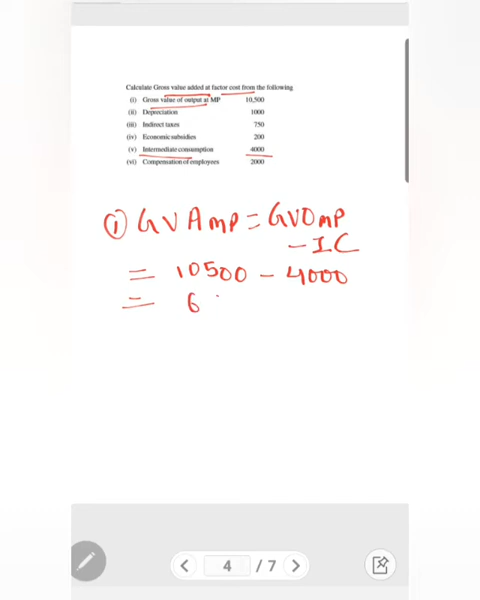 Calculate Gross value added at factor cost from the following
(i) Gross value of output at MP 10,500
(ii) Depreciation 1000
(iii) Indirect taxes 750
(iv) Economic subsidies 200
(v) Intermediate consumption 4000
(vi) Compensation of employees 2000
① GVAMP = GVOMP
- IC
= 10500 - 4000
= 6
4 / 7